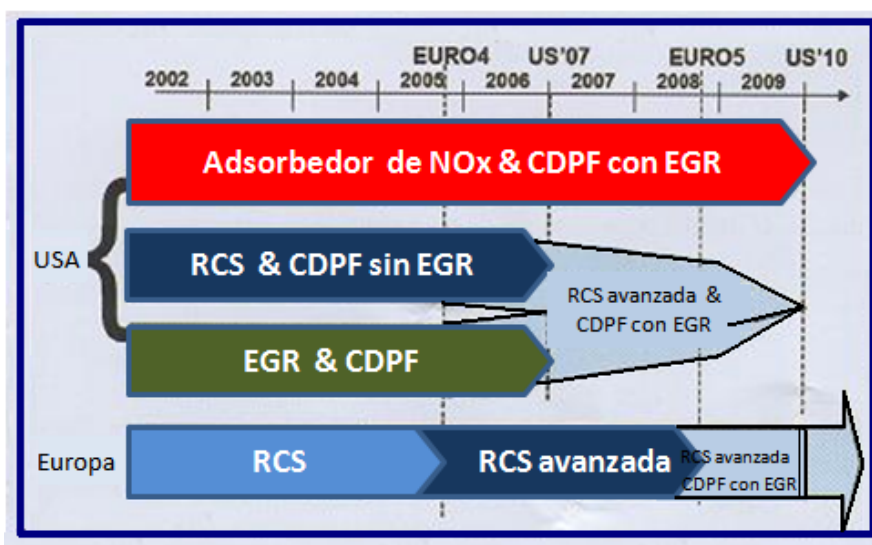 EURO4 US'07 EURO5 US'10
2002 2003 2004 2005 2006 2007 2008 2009
Adsorbedor de NOx & CDPF con EGR
USA
RCS & CDPF sin EGR
RCS avanzada &
CDPF con EGR
EGR & CDPF
Europa
RCS
RCS avanzada
RCS avanzada
CDPF con EGR